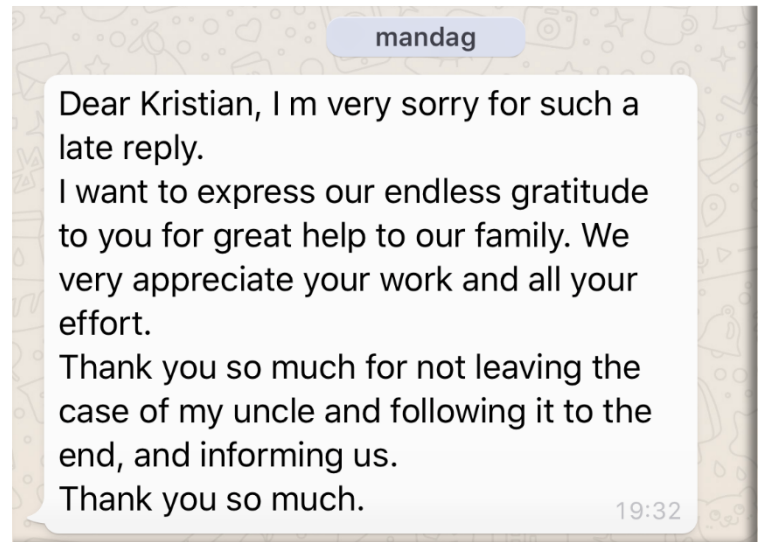 mandag
Dear Kristian, I m very sorry for such a
late reply.
I want to express our endless gratitude
to you for great help to our family. We
very appreciate your work and all your
effort.
Thank you so much for not leaving the
case of my uncle and following it to the
end, and informing us.
Thank you so much.
19:32